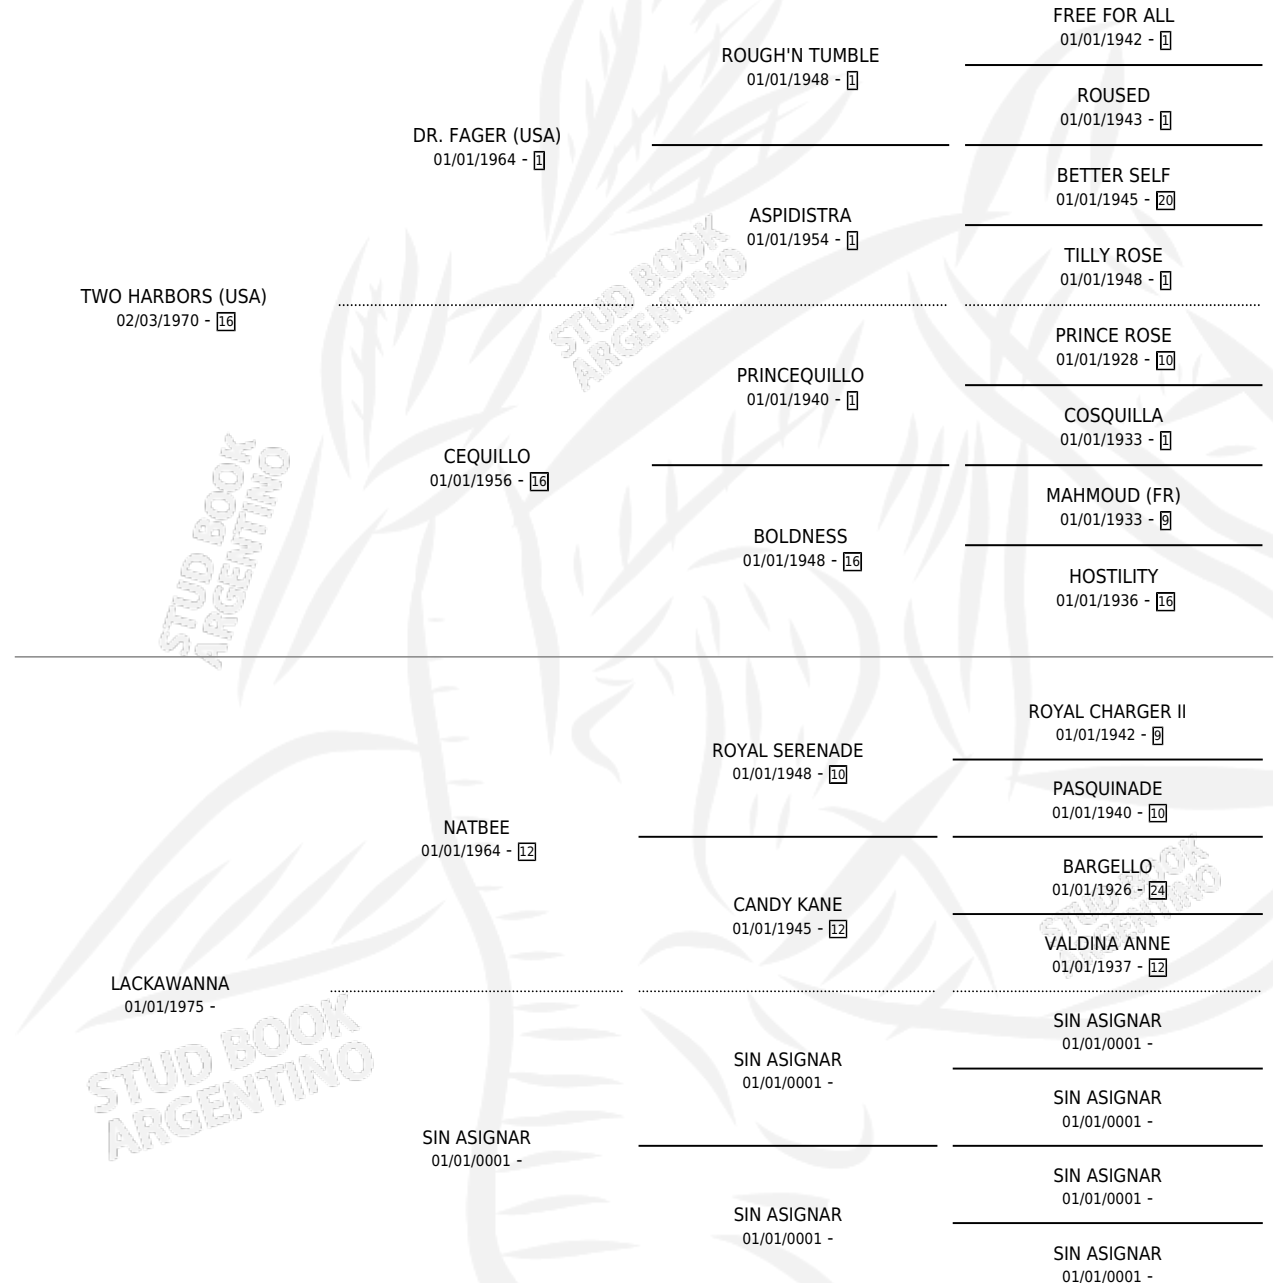 FREE FOR ALL
01/01/1942 - 1
ROUGH'N TUMBLE
01/01/1948 - 1
ROUSED
01/01/1943 - 1
DR. FAGER (USA)
01/01/1964 - 1
BETTER SELF
01/01/1945 - 20
ASPIDISTRA
01/01/1954 - 1
TILLY ROSE
01/01/1948 - 1
TWO HARBORS (USA)
02/03/1970 - 16
PRINCE ROSE
01/01/1928 - 10
PRINCEQUILLO
01/01/1940 - 1
COSQUILLA
01/01/1933 - 1
CEQUILLO
01/01/1956 - 16
MAHMOUD (FR)
01/01/1933 - 9
BOLDNESS
01/01/1948 - 16
HOSTILITY
01/01/1936 - 16
ROYAL CHARGER II
01/01/1942 - 9
ROYAL SERENADE
01/01/1948 - 10
PASQUINADE
01/01/1940 - 10
NATBEE
01/01/1964 - 12
BARGELLO
01/01/1926 - 24
CANDY KANE
01/01/1945 - 12
VALDINA ANNE
01/01/1937 - 12
LACKAWANNA
01/01/1975 -
SIN ASIGNAR
01/01/0001 -
SIN ASIGNAR
01/01/0001 -
SIN ASIGNAR
01/01/0001 -
SIN ASIGNAR
01/01/0001 -
SIN ASIGNAR
01/01/0001 -
SIN ASIGNAR
01/01/0001 -
SIN ASIGNAR
01/01/0001 -
STUD BOOK
ARGENTINO
STUD BOOK
ARGENTINO
STUD BOOK
ARGENTINO
STUD BOOK
ARGENTINO